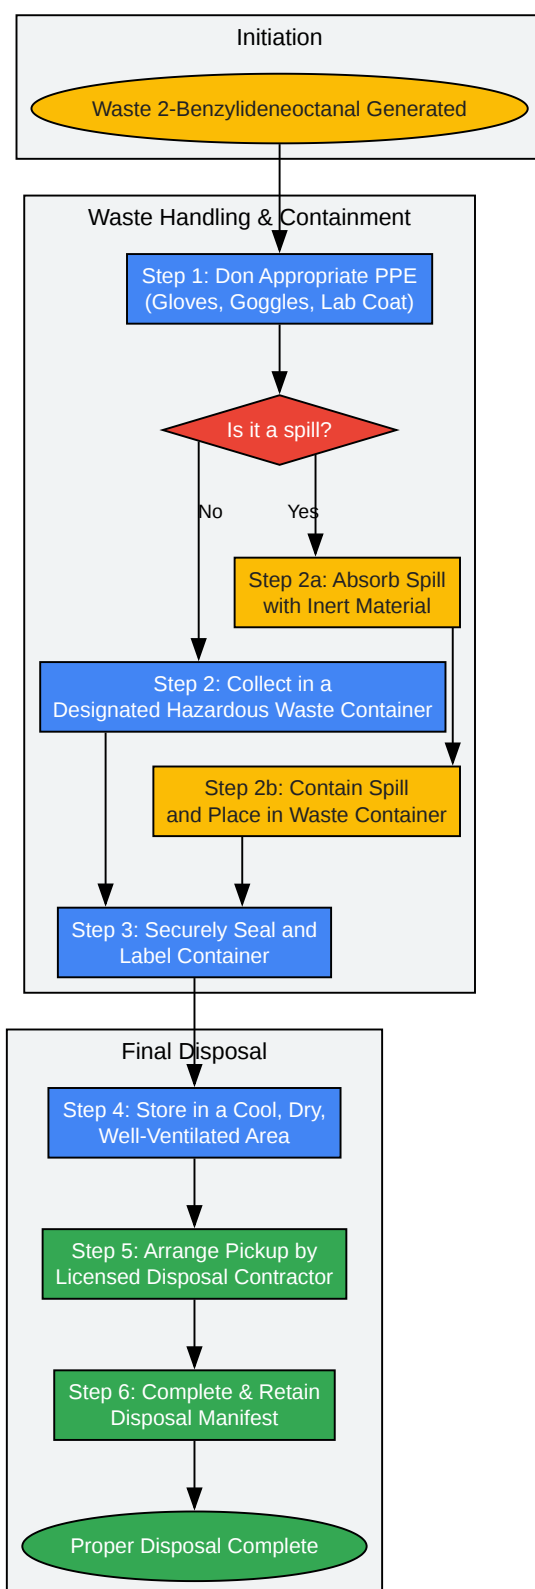 Initiation
Waste 2-Benzylideneoctanal Generated
Waste Handling & Containment
Step 1: Don Appropriate PPE
(Gloves, Goggles, Lab Coat)
Is it a spill?
No
Yes
Step 2a: Absorb Spill
with Inert Material
Step 2: Collect in a
Designated Hazardous Waste Container
Step 2b: Contain Spill
and Place in Waste Container
Step 3: Securely Seal and
Label Container
Final Disposal
Step 4: Store in a Cool, Dry,
Well-Ventilated Area
Step 5: Arrange Pickup by
Licensed Disposal Contractor
Step 6: Complete & Retain
Disposal Manifest
Proper Disposal Complete